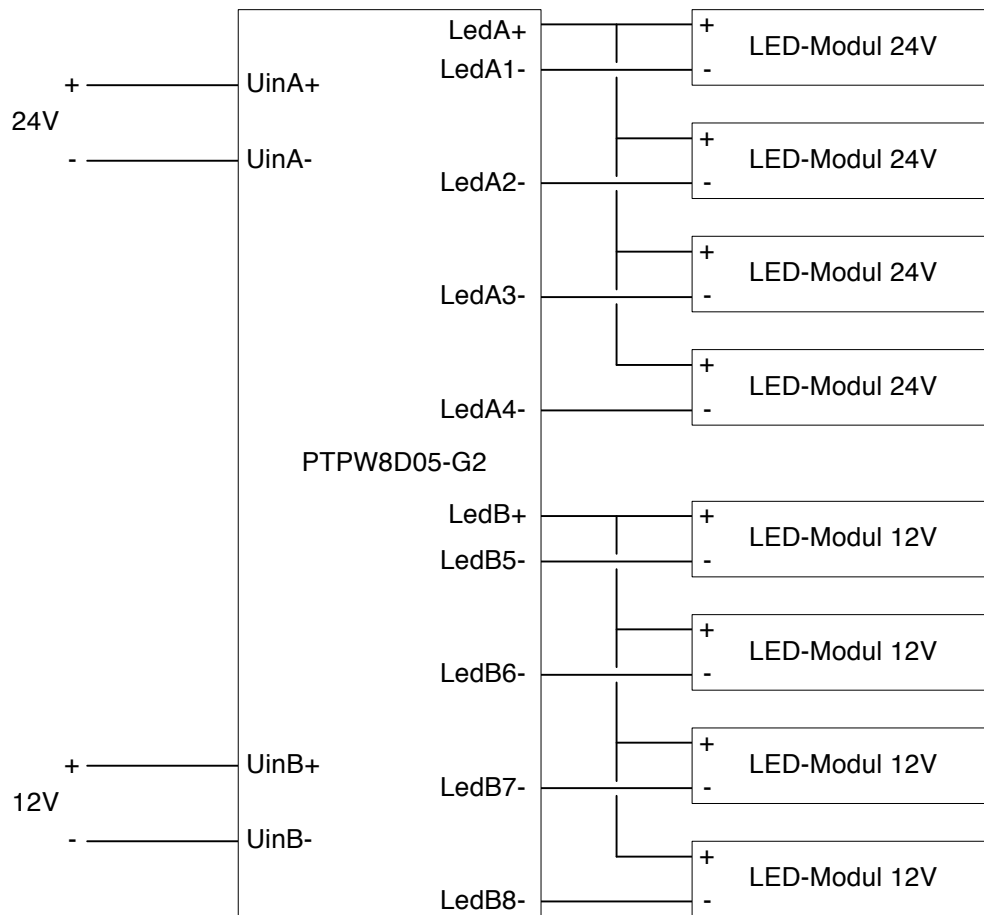 LedA+
+
LED-Modul 24V
LedA1-
-
+
UinA+
24V
-
UinA-
+
LED-Modul 24V
LedA2-
-
+
LED-Modul 24V
LedA3-
-
+
LED-Modul 24V
LedA4-
-
PTPW8D05-G2
LedB+
+
LED-Modul 12V
LedB5-
-
+
LED-Modul 12V
LedB6-
-
+
LED-Modul 12V
+
UinB+
LedB7-
-
12V
-
UinB-
+
LED-Modul 12V
LedB8-
-